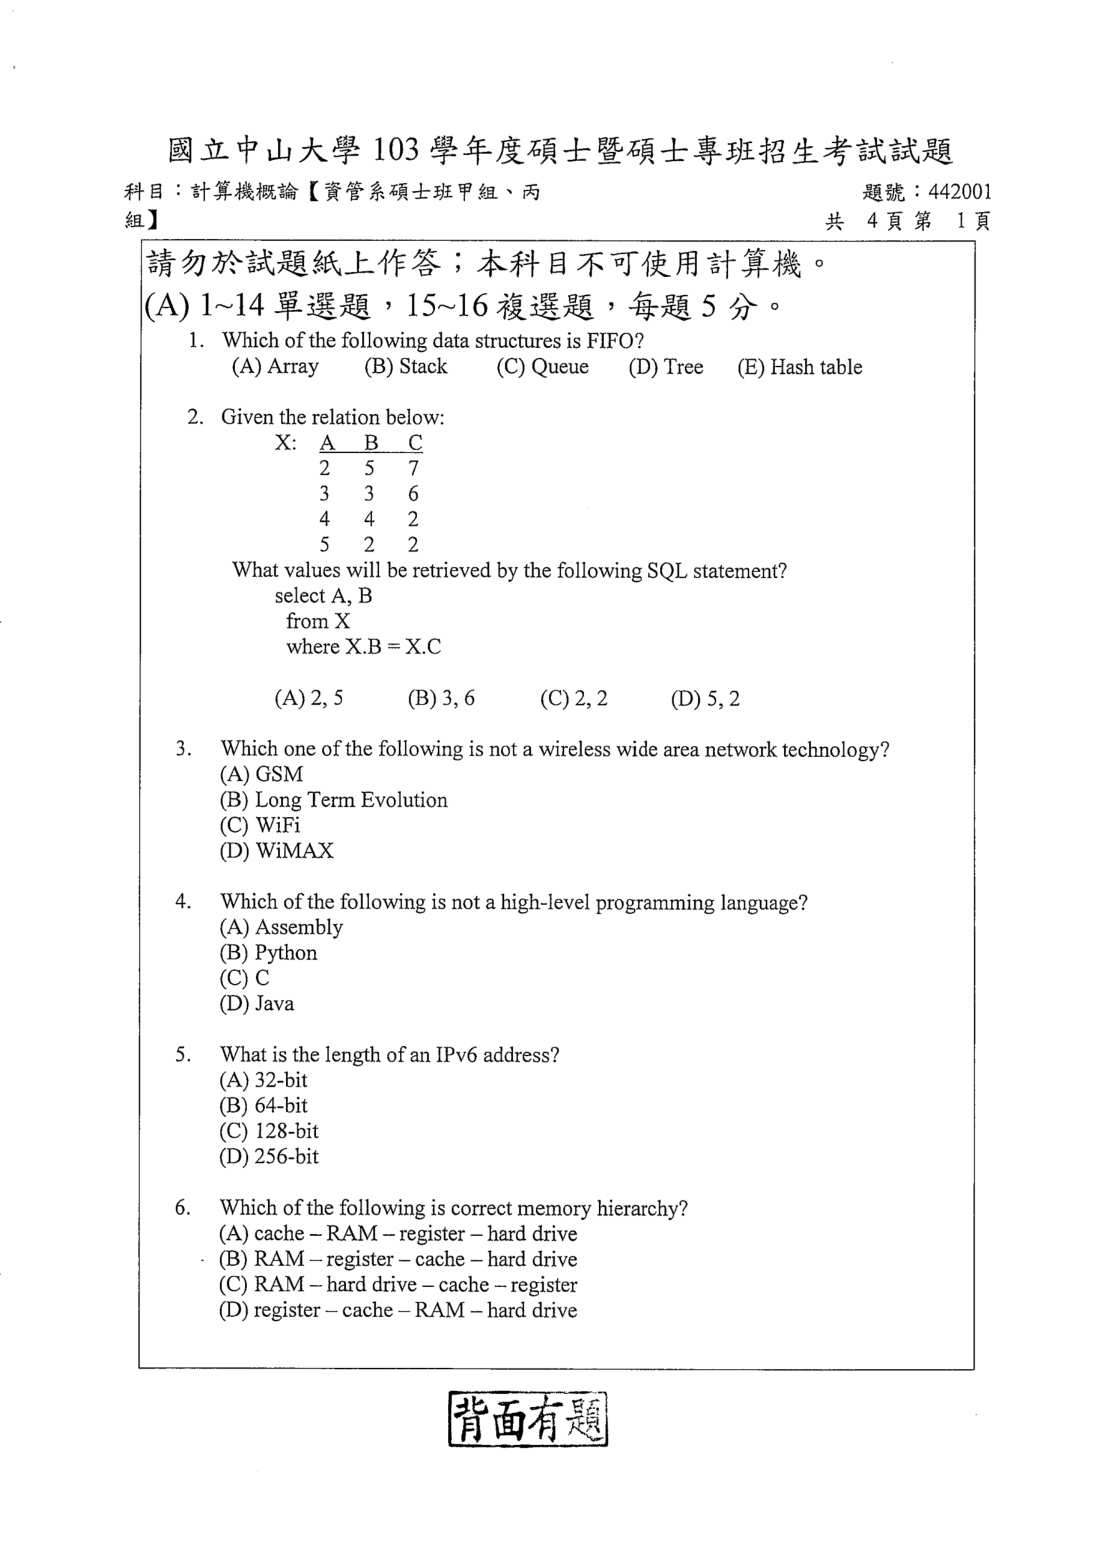 國立中山大學 103 學年度碩士暨碩士專班招生考試試題
科目：計算機概論【資管系碩士班甲組、丙組】
題號：442001
共 4 頁 第 1 頁
請勿於試題紙上作答；本科目不可使用計算機。
(A) 1~14 單選題，15~16 複選題，每題 5 分。
1. Which of the following data structures is FIFO?
(A) Array (B) Stack (C) Queue (D) Tree (E) Hash table
2. Given the relation below:
X: A B C
2 5 7
3 3 6
4 4 2
5 2 2
What values will be retrieved by the following SQL statement?
select A, B
from X
where X.B = X.C
(A) 2, 5 (B) 3, 6 (C) 2, 2 (D) 5, 2
3. Which one of the following is not a wireless wide area network technology?
(A) GSM
(B) Long Term Evolution
(C) WiFi
(D) WiMAX
4. Which of the following is not a high-level programming language?
(A) Assembly
(B) Python
(C) C
(D) Java
5. What is the length of an IPv6 address?
(A) 32-bit
(B) 64-bit
(C) 128-bit
(D) 256-bit
6. Which of the following is correct memory hierarchy?
(A) cache – RAM – register – hard drive
(B) RAM – register – cache – hard drive
(C) RAM – hard drive – cache – register
(D) register – cache – RAM – hard drive
背面有題